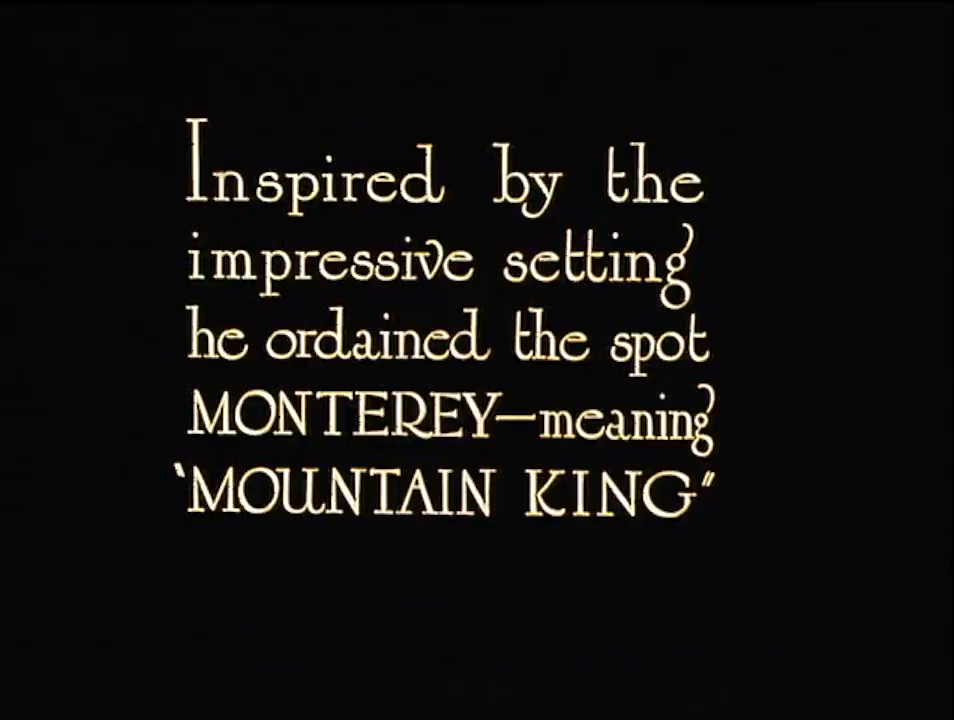 Inspired by the
impressive setting
he ordained the spot
MONTEREY—meaning
"MOUNTAIN KING"